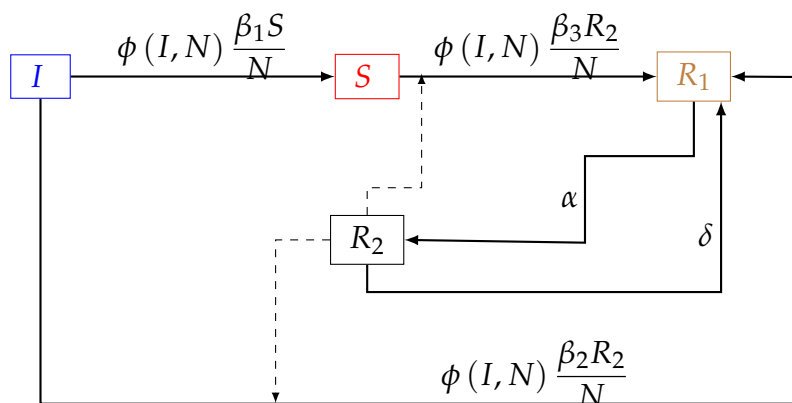 ϕ (I, N) β₁S/N
ϕ (I, N) β₃R₂/N
I
S
R₁
α
R₂
δ
ϕ (I, N) β₂R₂/N